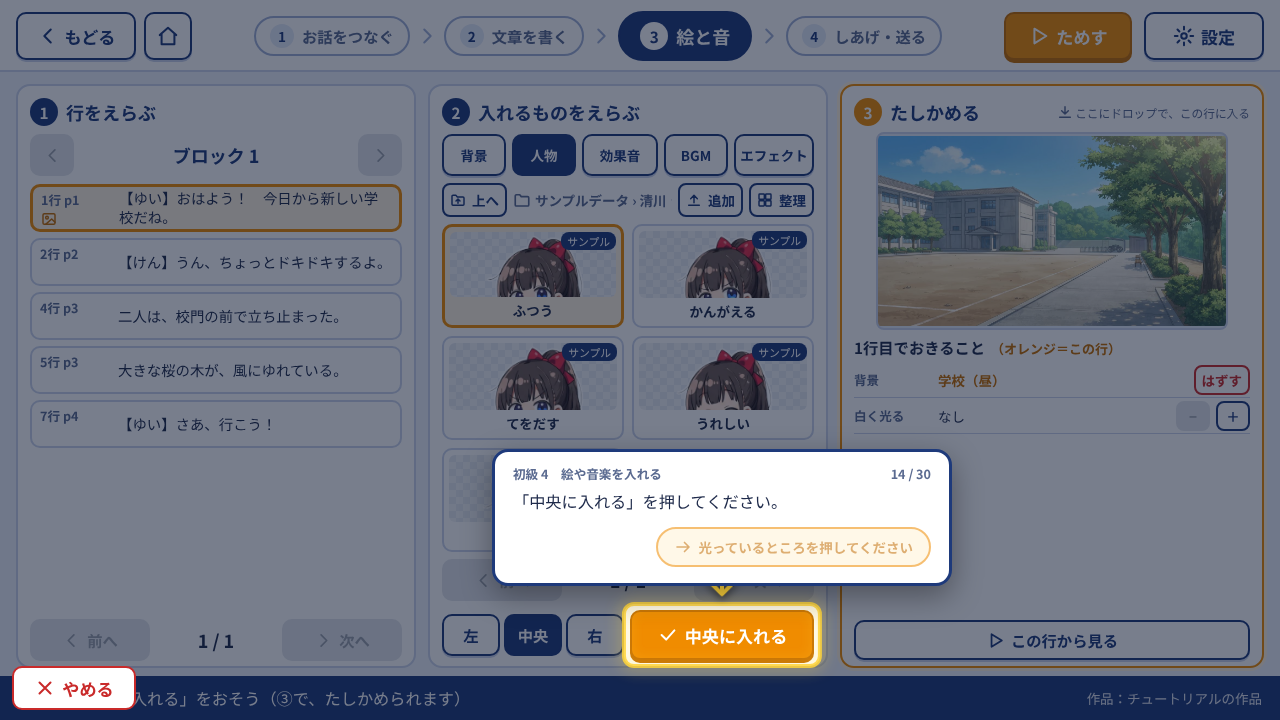 もどる
1 お話をつなぐ
2 文章を書く
3 絵と音
4 しあげ・送る
ためす
設定
1 行をえらぶ
ブロック 1
1行 p1
【ゆい】おはよう！　今日から新しい学校だね。
2行 p2
【けん】うん、ちょっとドキドキするよ。
4行 p3
二人は、校門の前で立ち止まった。
5行 p3
大きな桜の木が、風にゆれている。
7行 p4
【ゆい】さあ、行こう！
前へ
1 / 1
次へ
2 入れるものをえらぶ
背景
人物
効果音
BGM
エフェクト
上へ
サンプルデータ › 清川
追加
整理
サンプル
ふつう
サンプル
かんがえる
サンプル
てをだす
サンプル
うれしい
左
中央
右
中央に入れる
3 たしかめる
ここにドロップで、この行に入る
1行目でおきること （オレンジ＝この行）
背景
学校（昼）
はずす
白く光る
なし
この行から見る
初級 4　絵や音楽を入れる
14 / 30
「中央に入れる」を押してください。
光っているところを押してください
やめる
入れる」をおそう（③で、たしかめられます）
作品：チュートリアルの作品